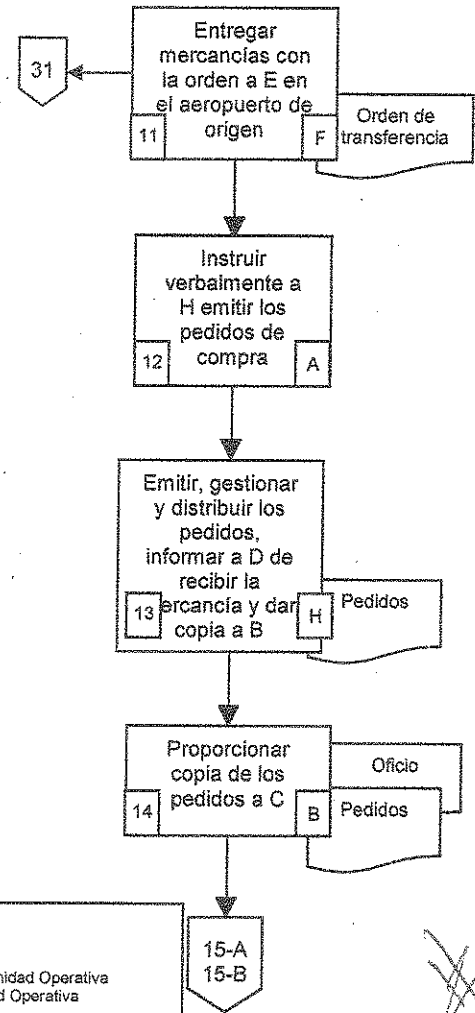 31
Entregar
mercancías con
la orden a E en
el aeropuerto de
orígen
11
F
Orden de
transferencia
Instruir
verbalmente a
H emitir los
pedidos de
compra
12
A
Emitir, gestionar
y distribuir los
pedidos,
informar a D de
recibir la
ercancía y dar
copia a B
13
H
Pedidos
Proporcionar
copia de los
pedidos a C
14
B
Oficio
Pedidos
15-A
15-B
nidad Operativa
d Operativa